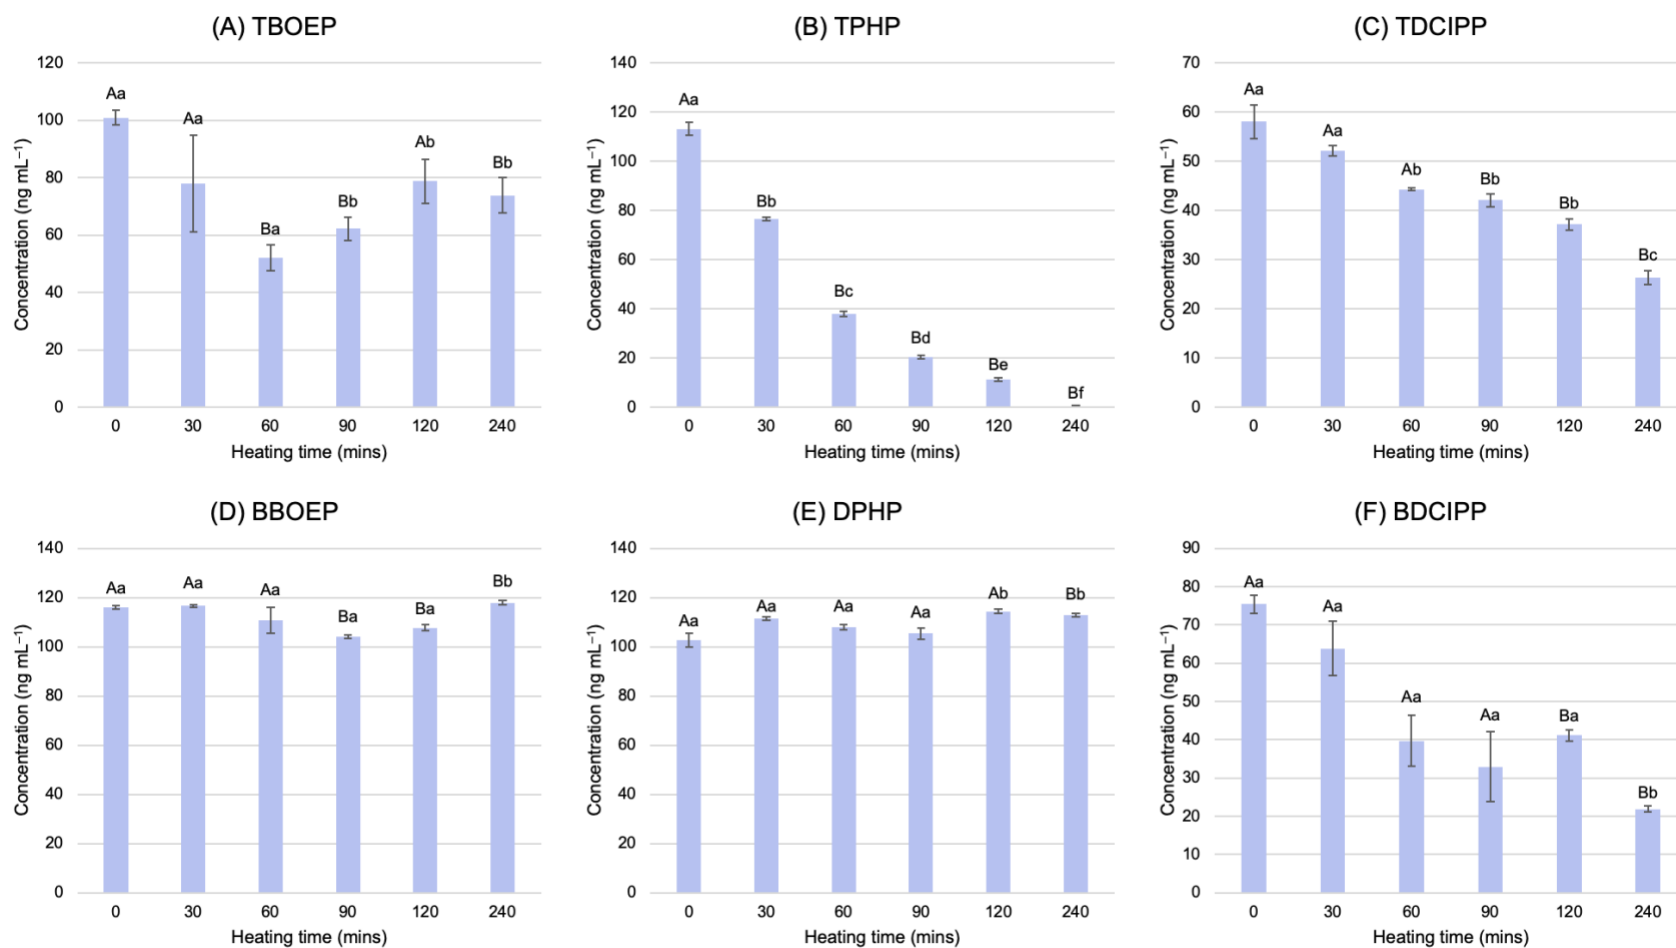 (A) TBOEP
Concentration (ng mL⁻¹)
120
100
80
60
40
20
0
Aa
Aa
Ba
Bb
Ab
Bb
0 30 60 90 120 240
Heating time (mins)
(B) TPHP
Concentration (ng mL⁻¹)
140
120
100
80
60
40
20
0
Aa
Bb
Bc
Bd
Be
Bf
0 30 60 90 120 240
Heating time (mins)
(C) TDCIPP
Concentration (ng mL⁻¹)
70
60
50
40
30
20
10
0
Aa
Aa
Ab
Bb
Bb
Bc
0 30 60 90 120 240
Heating time (mins)
(D) BBOEP
Concentration (ng mL⁻¹)
140
120
100
80
60
40
20
0
Aa
Aa
Aa
Ba
Ba
Bb
0 30 60 90 120 240
Heating time (mins)
(E) DPHP
Concentration (ng mL⁻¹)
140
120
100
80
60
40
20
0
Aa
Aa
Aa
Aa
Ab
Bb
0 30 60 90 120 240
Heating time (mins)
(F) BDCIPP
Concentration (ng mL⁻¹)
90
80
70
60
50
40
30
20
10
0
Aa
Aa
Aa
Aa
Ba
Bb
0 30 60 90 120 240
Heating time (mins)